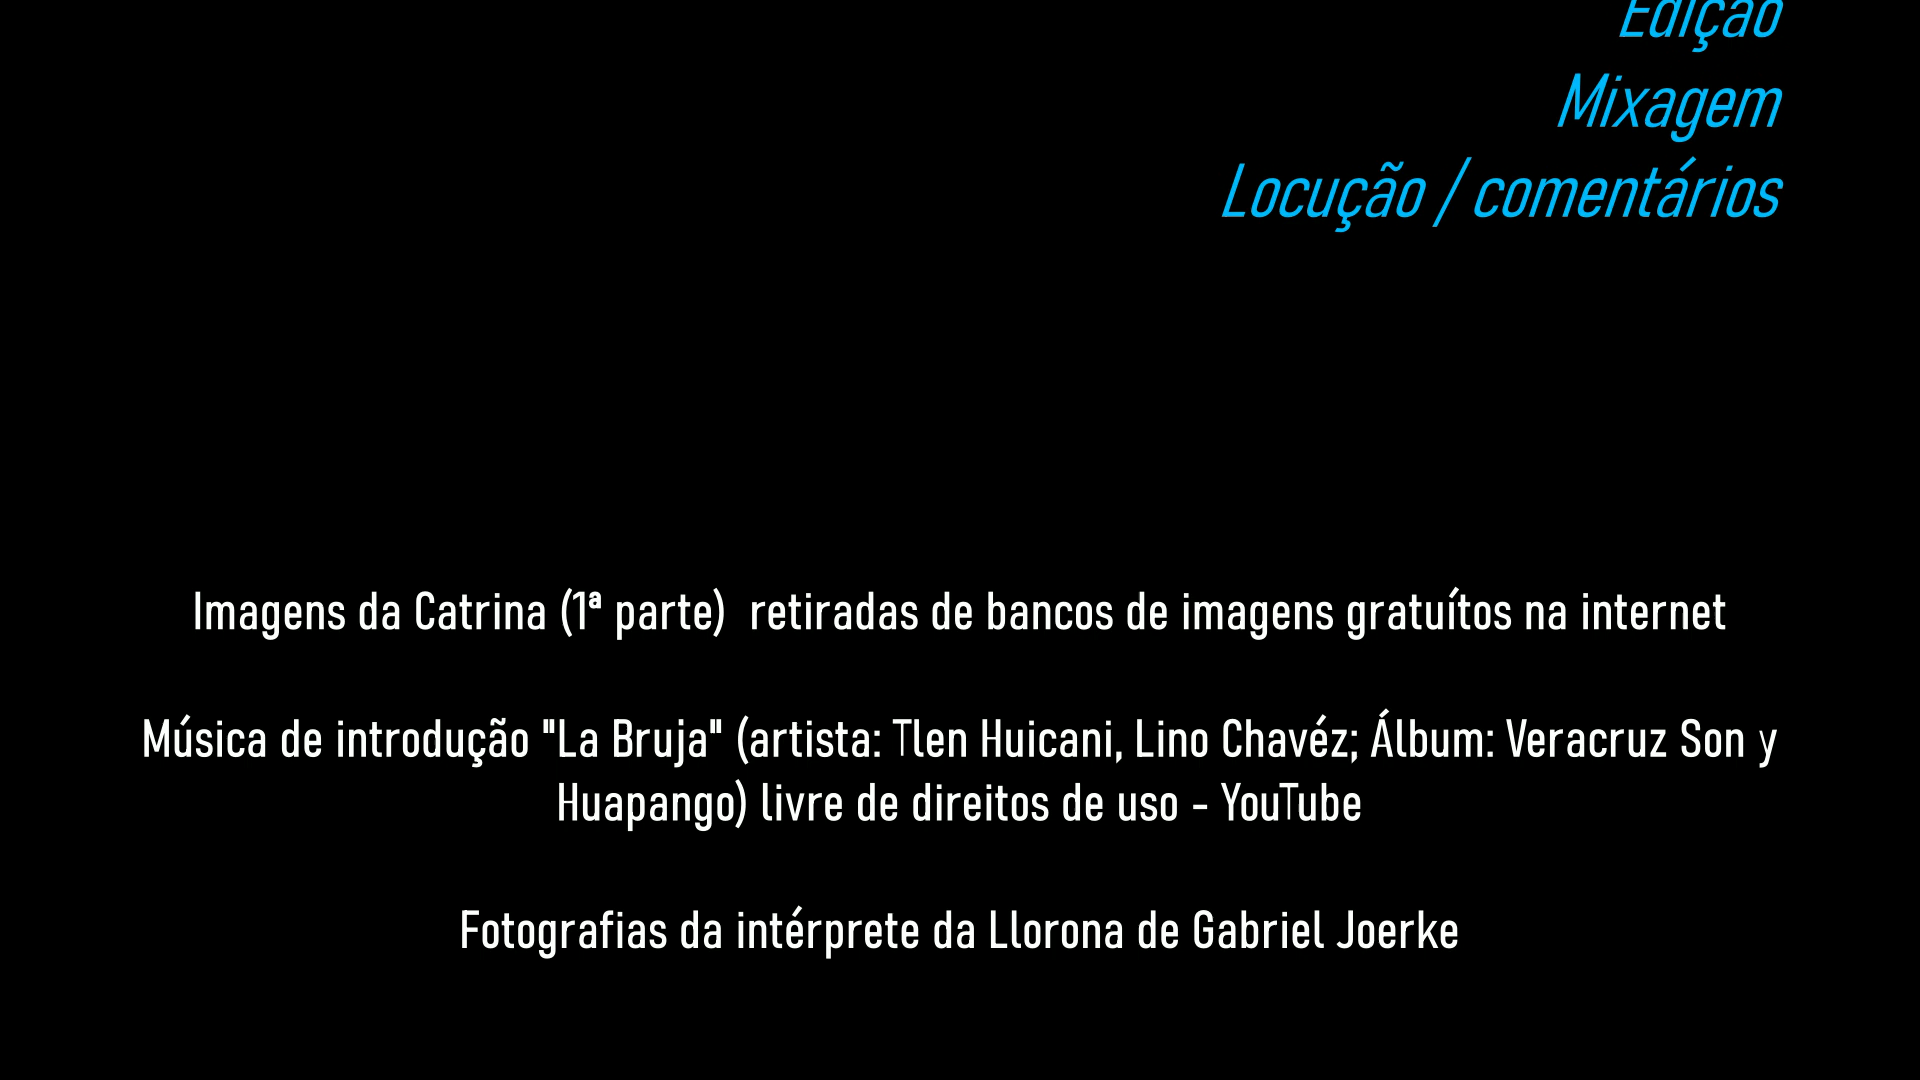 Edição
Mixagem
Locução / comentários
Imagens da Catrina (1ª parte)  retiradas de bancos de imagens gratuítos na internet
Música de introdução "La Bruja" (artista: Tlen Huicani, Lino Chavéz; Álbum: Veracruz Son y
Huapango) livre de direitos de uso - YouTube
Fotografias da intérprete da Llorona de Gabriel Joerke